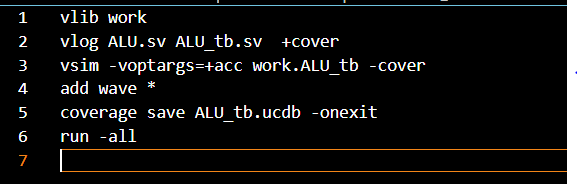 1 vlib work
2 vlog ALU.sv ALU_tb.sv  +cover
3 vsim -voptargs=+acc work.ALU_tb -cover
4 add wave *
5 coverage save ALU_tb.ucdb -onexit
6 run -all
7